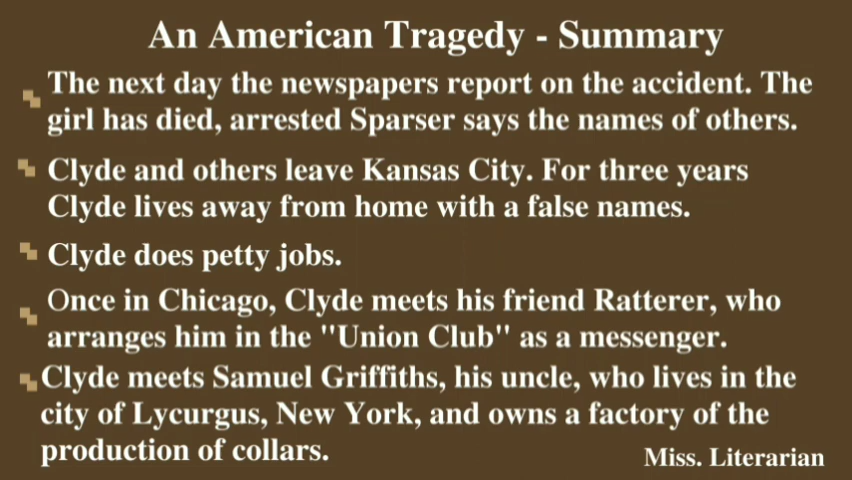 An American Tragedy - Summary
The next day the newspapers report on the accident. The
girl has died, arrested Sparser says the names of others.
Clyde and others leave Kansas City. For three years
Clyde lives away from home with a false names.
Clyde does petty jobs.
Once in Chicago, Clyde meets his friend Ratterer, who
arranges him in the "Union Club" as a messenger.
Clyde meets Samuel Griffiths, his uncle, who lives in the
city of Lycurgus, New York, and owns a factory of the
production of collars.
Miss. Literarian